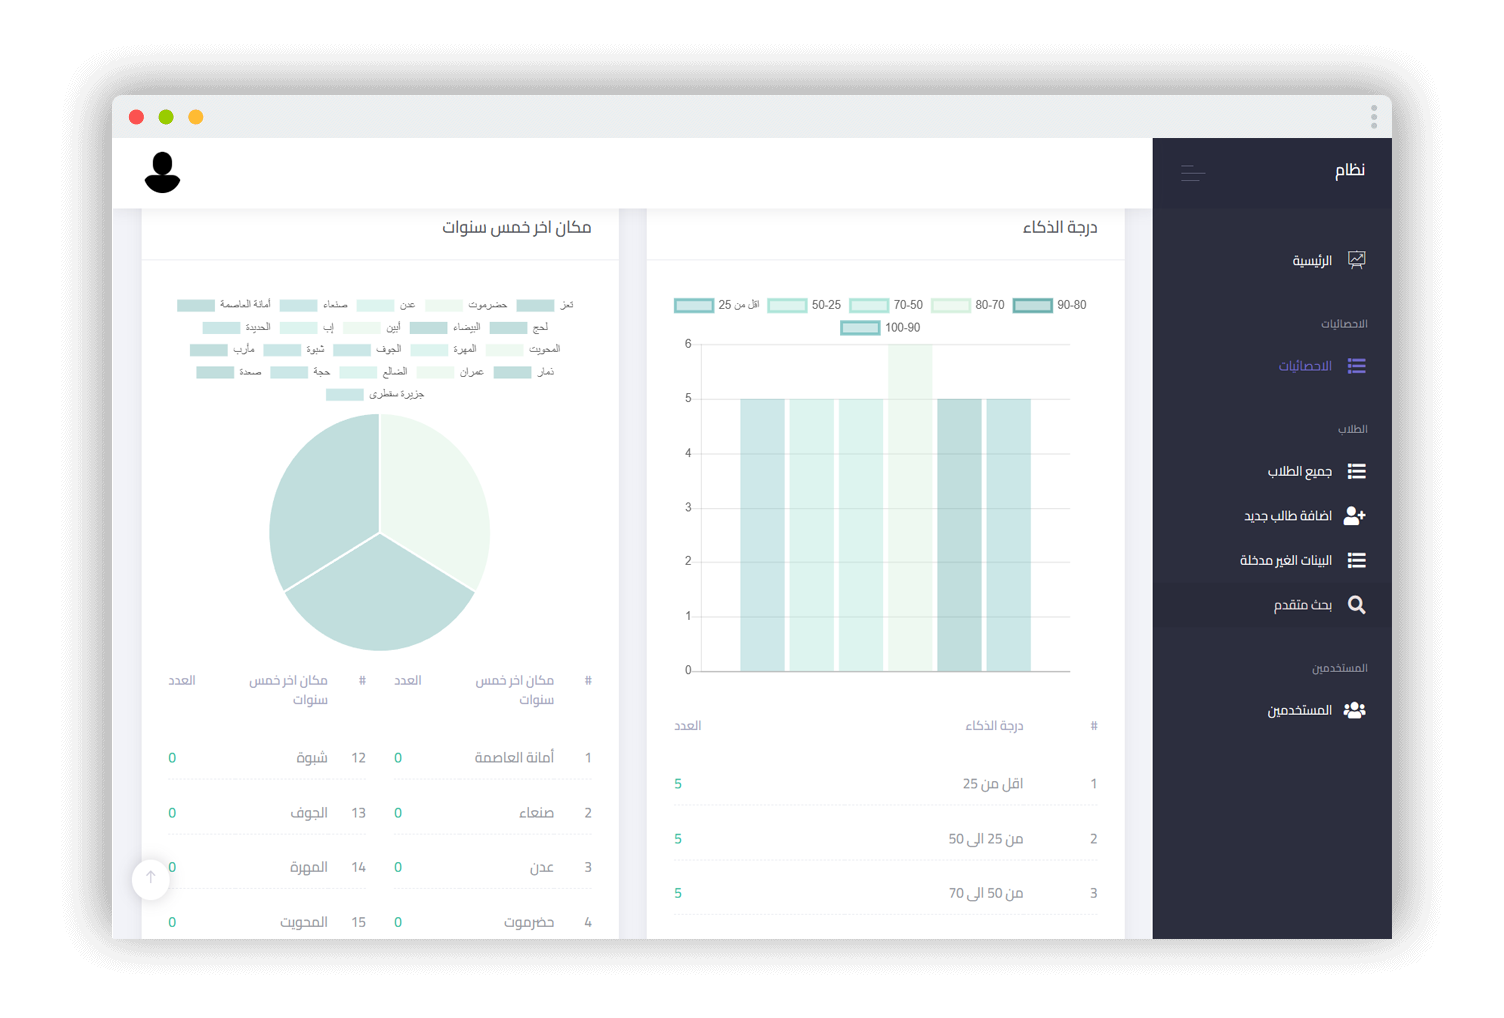 نظام
الرئيسية
الاحصائيات
الاحصائيات
الطلاب
جميع الطلاب
اضافة طالب جديد
البينات الغير مدخلة
بحث متقدم
المستخدمين
المستخدمين
درجة الذكاء
اقل من 25 50-25 70-50 80-70 90-80
100-90
6
5
4
3
2
1
0
# درجة الذكاء العدد
1 اقل من 25 5
2 من 25 الى 50 5
3 من 50 الى 70 5
مكان اخر خمس سنوات
أمانة العاصمة صنعاء عدن حضرموت تعز
الحديدة إب أبين البيضاء لحج
مأرب شبوة الجوف المهرة المحويت
صعدة حجة الضالع عمران ذمار
جزيرة سقطرى
# مكان اخر خمس سنوات العدد # مكان اخر خمس سنوات العدد
1 أمانة العاصمة 0 12 شبوة 0
2 صنعاء 0 13 الجوف 0
3 عدن 0 14 المهرة 0
4 حضرموت 0 15 المحويت 0